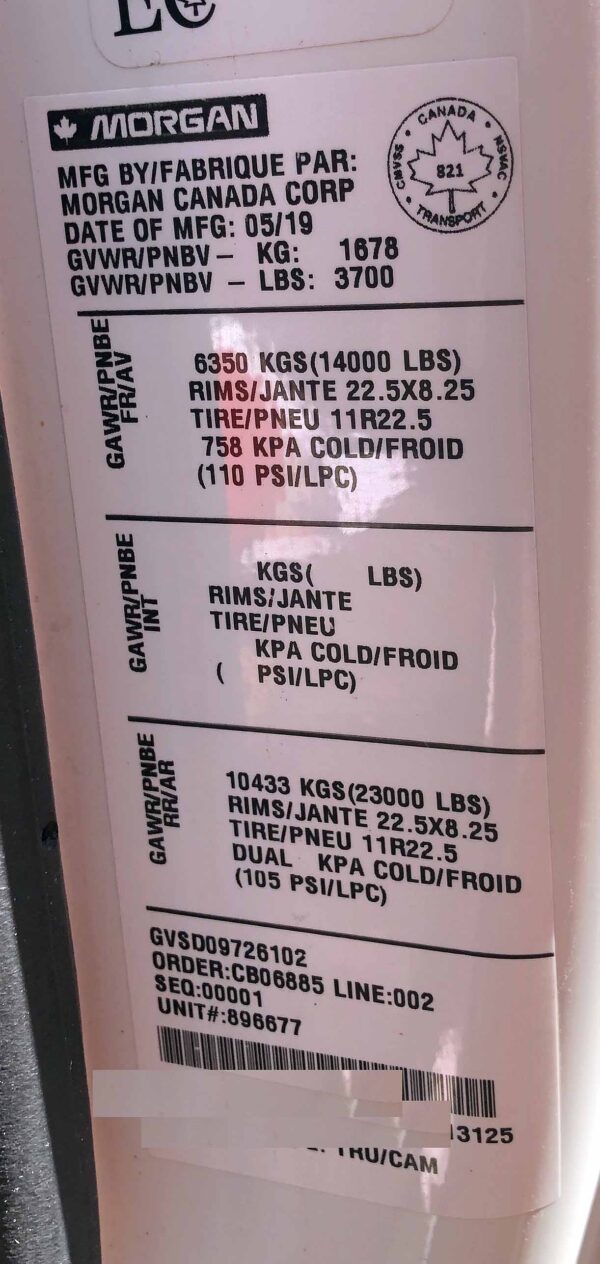 EC
MORGAN
CANADA
CMVSS
821
NSVAC
TRANSPORT
MFG BY/FABRIQUE PAR:
MORGAN CANADA CORP
DATE OF MFG: 05/19
GVWR/PNBV - KG: 1678
GVWR/PNBV - LBS: 3700
GAWR/PNBE
FR/AV
6350 KGS(14000 LBS)
RIMS/JANTE 22.5X8.25
TIRE/PNEU 11R22.5
758 KPA COLD/FROID
(110 PSI/LPC)
GAWR/PNBE
INT
KGS( LBS)
RIMS/JANTE
TIRE/PNEU
KPA COLD/FROID
( PSI/LPC)
GAWR/PNBE
RR/AR
10433 KGS(23000 LBS)
RIMS/JANTE 22.5X8.25
TIRE/PNEU 11R22.5
DUAL KPA COLD/FROID
(105 PSI/LPC)
GVSD09726102
ORDER:CB06885 LINE:002
SEQ:00001
UNIT#:896677
13125
TRU/CAM